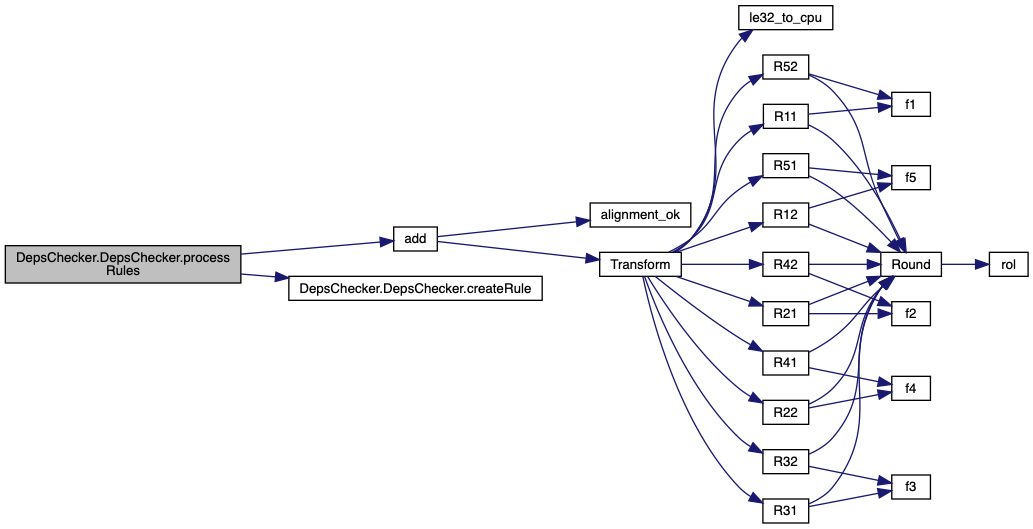 le32_to_cpu
R52
f1
R11
R51
f5
alignment_ok
R12
add
DepsChecker.DepsChecker.process
Rules
Transform
R42
Round
rol
DepsChecker.DepsChecker.createRule
R21
f2
R41
f4
R22
R32
f3
R31